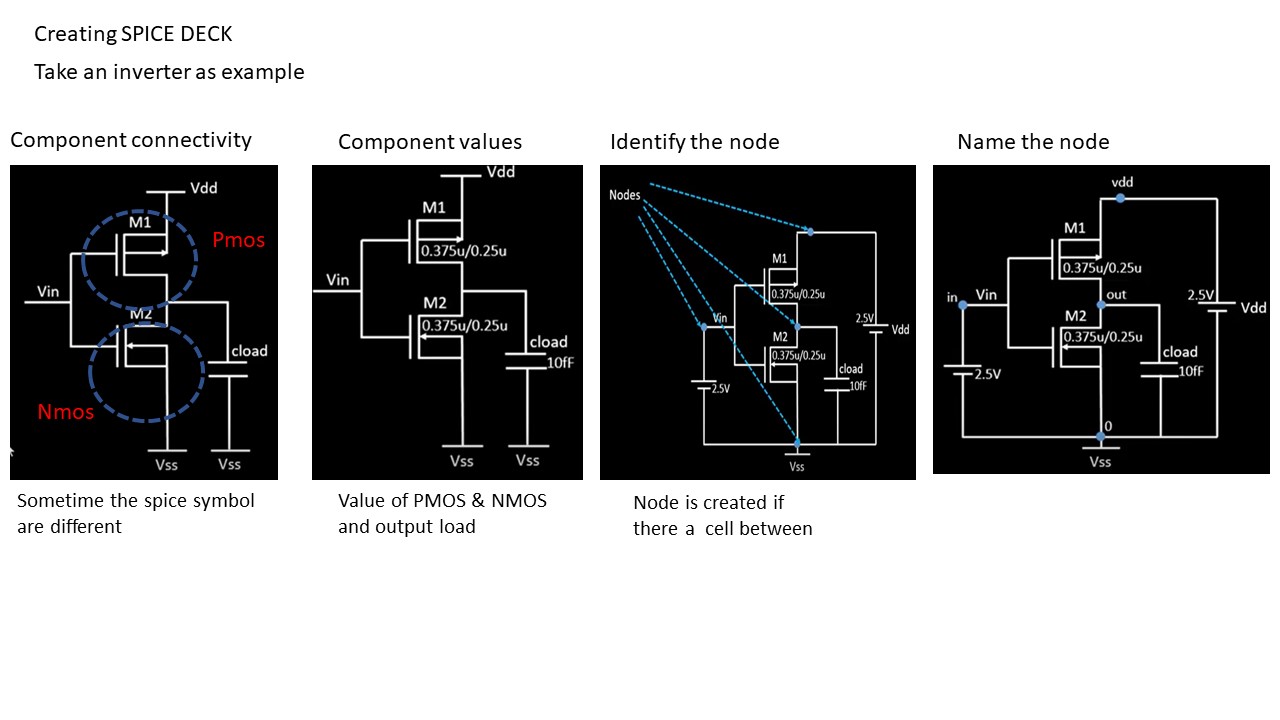 Creating SPICE DECK
Take an inverter as example
Component connectivity
Vdd
M1
Pmos
Vin
M2
cload
Nmos
Vss
Vss
Sometime the spice symbol
are different
Component values
Vdd
M1
0.375u/0.25u
Vin
M2
0.375u/0.25u
cload
10fF
Vss
Vss
Value of PMOS & NMOS
and output load
Identify the node
Nodes
M1
0.375u/0.25u
Vin
2.5V
Vdd
M2
0.375u/0.25u
cload
10fF
2.5V
Vss
Node is created if
there a cell between
Name the node
vdd
M1
0.375u/0.25u
in
Vin
out
2.5V
Vdd
M2
0.375u/0.25u
cload
10fF
2.5V
0
Vss